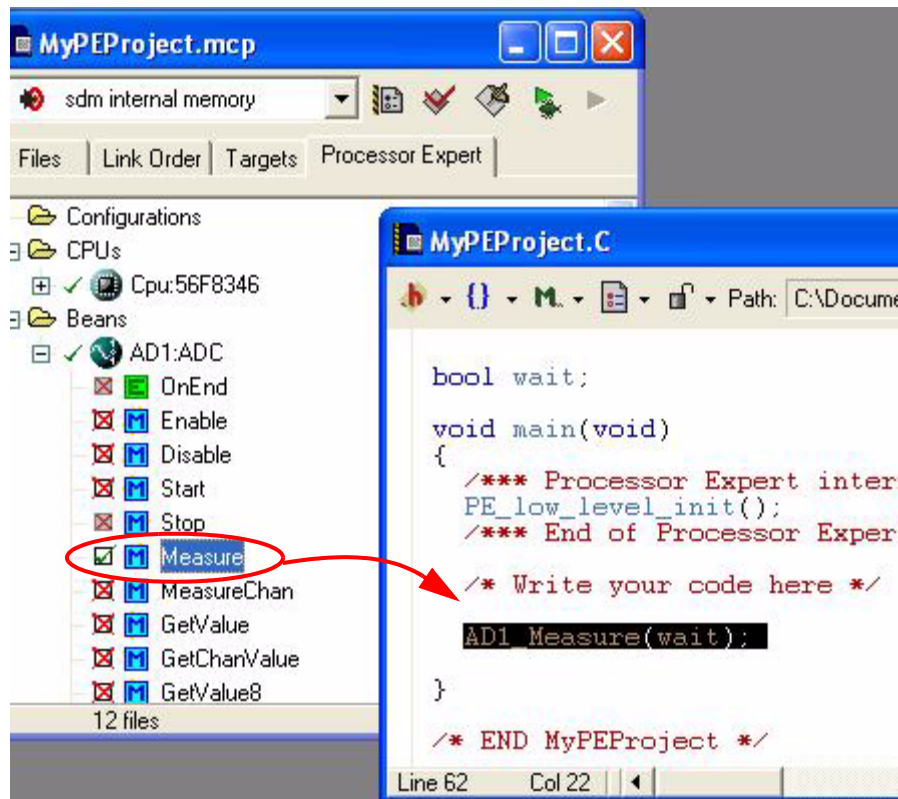 MyPEProject.mcp
sdm internal memory
Files Link Order Targets Processor Expert
Configurations
CPUs
Cpu:56F8346
Beans
AD1:ADC
E OnEnd
M Enable
M Disable
M Start
M Stop
M Measure
M MeasureChan
M GetValue
M GetChanValue
M GetValue8
12 files
MyPEProject.C
h {} M.. Path: C:\Docume
bool wait;
void main(void)
{
/*** Processor Expert inter
PE_low_level_init();
/*** End of Processor Exper
/* Write your code here */
AD1_Measure(wait);
}
/* END MyPEProject */
Line 62 Col 22